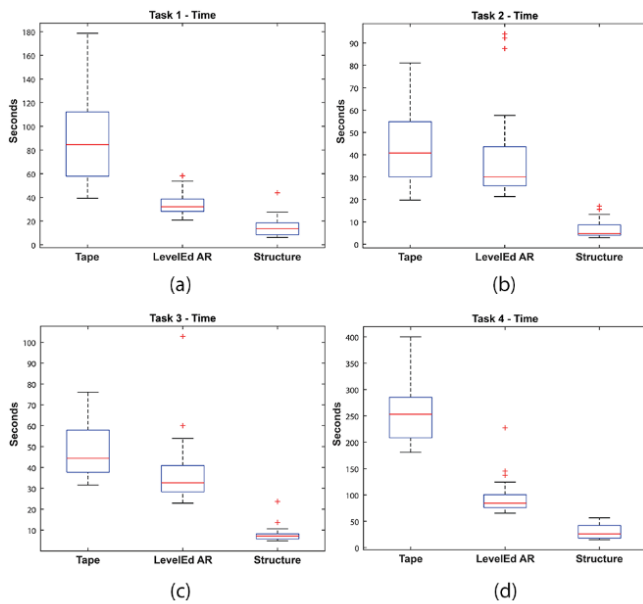 Task 1 - Time
180
160
140
120
100
80
60
40
20
0
Seconds
Tape LevelEd AR Structure
(a)
Task 2 - Time
90
80
70
60
50
40
30
20
10
0
Seconds
Tape LevelEd AR Structure
(b)
Task 3 - Time
100
90
80
70
60
50
40
30
20
10
Seconds
Tape LevelEd AR Structure
(c)
Task 4 - Time
400
350
300
250
200
150
100
50
0
Seconds
Tape LevelEd AR Structure
(d)